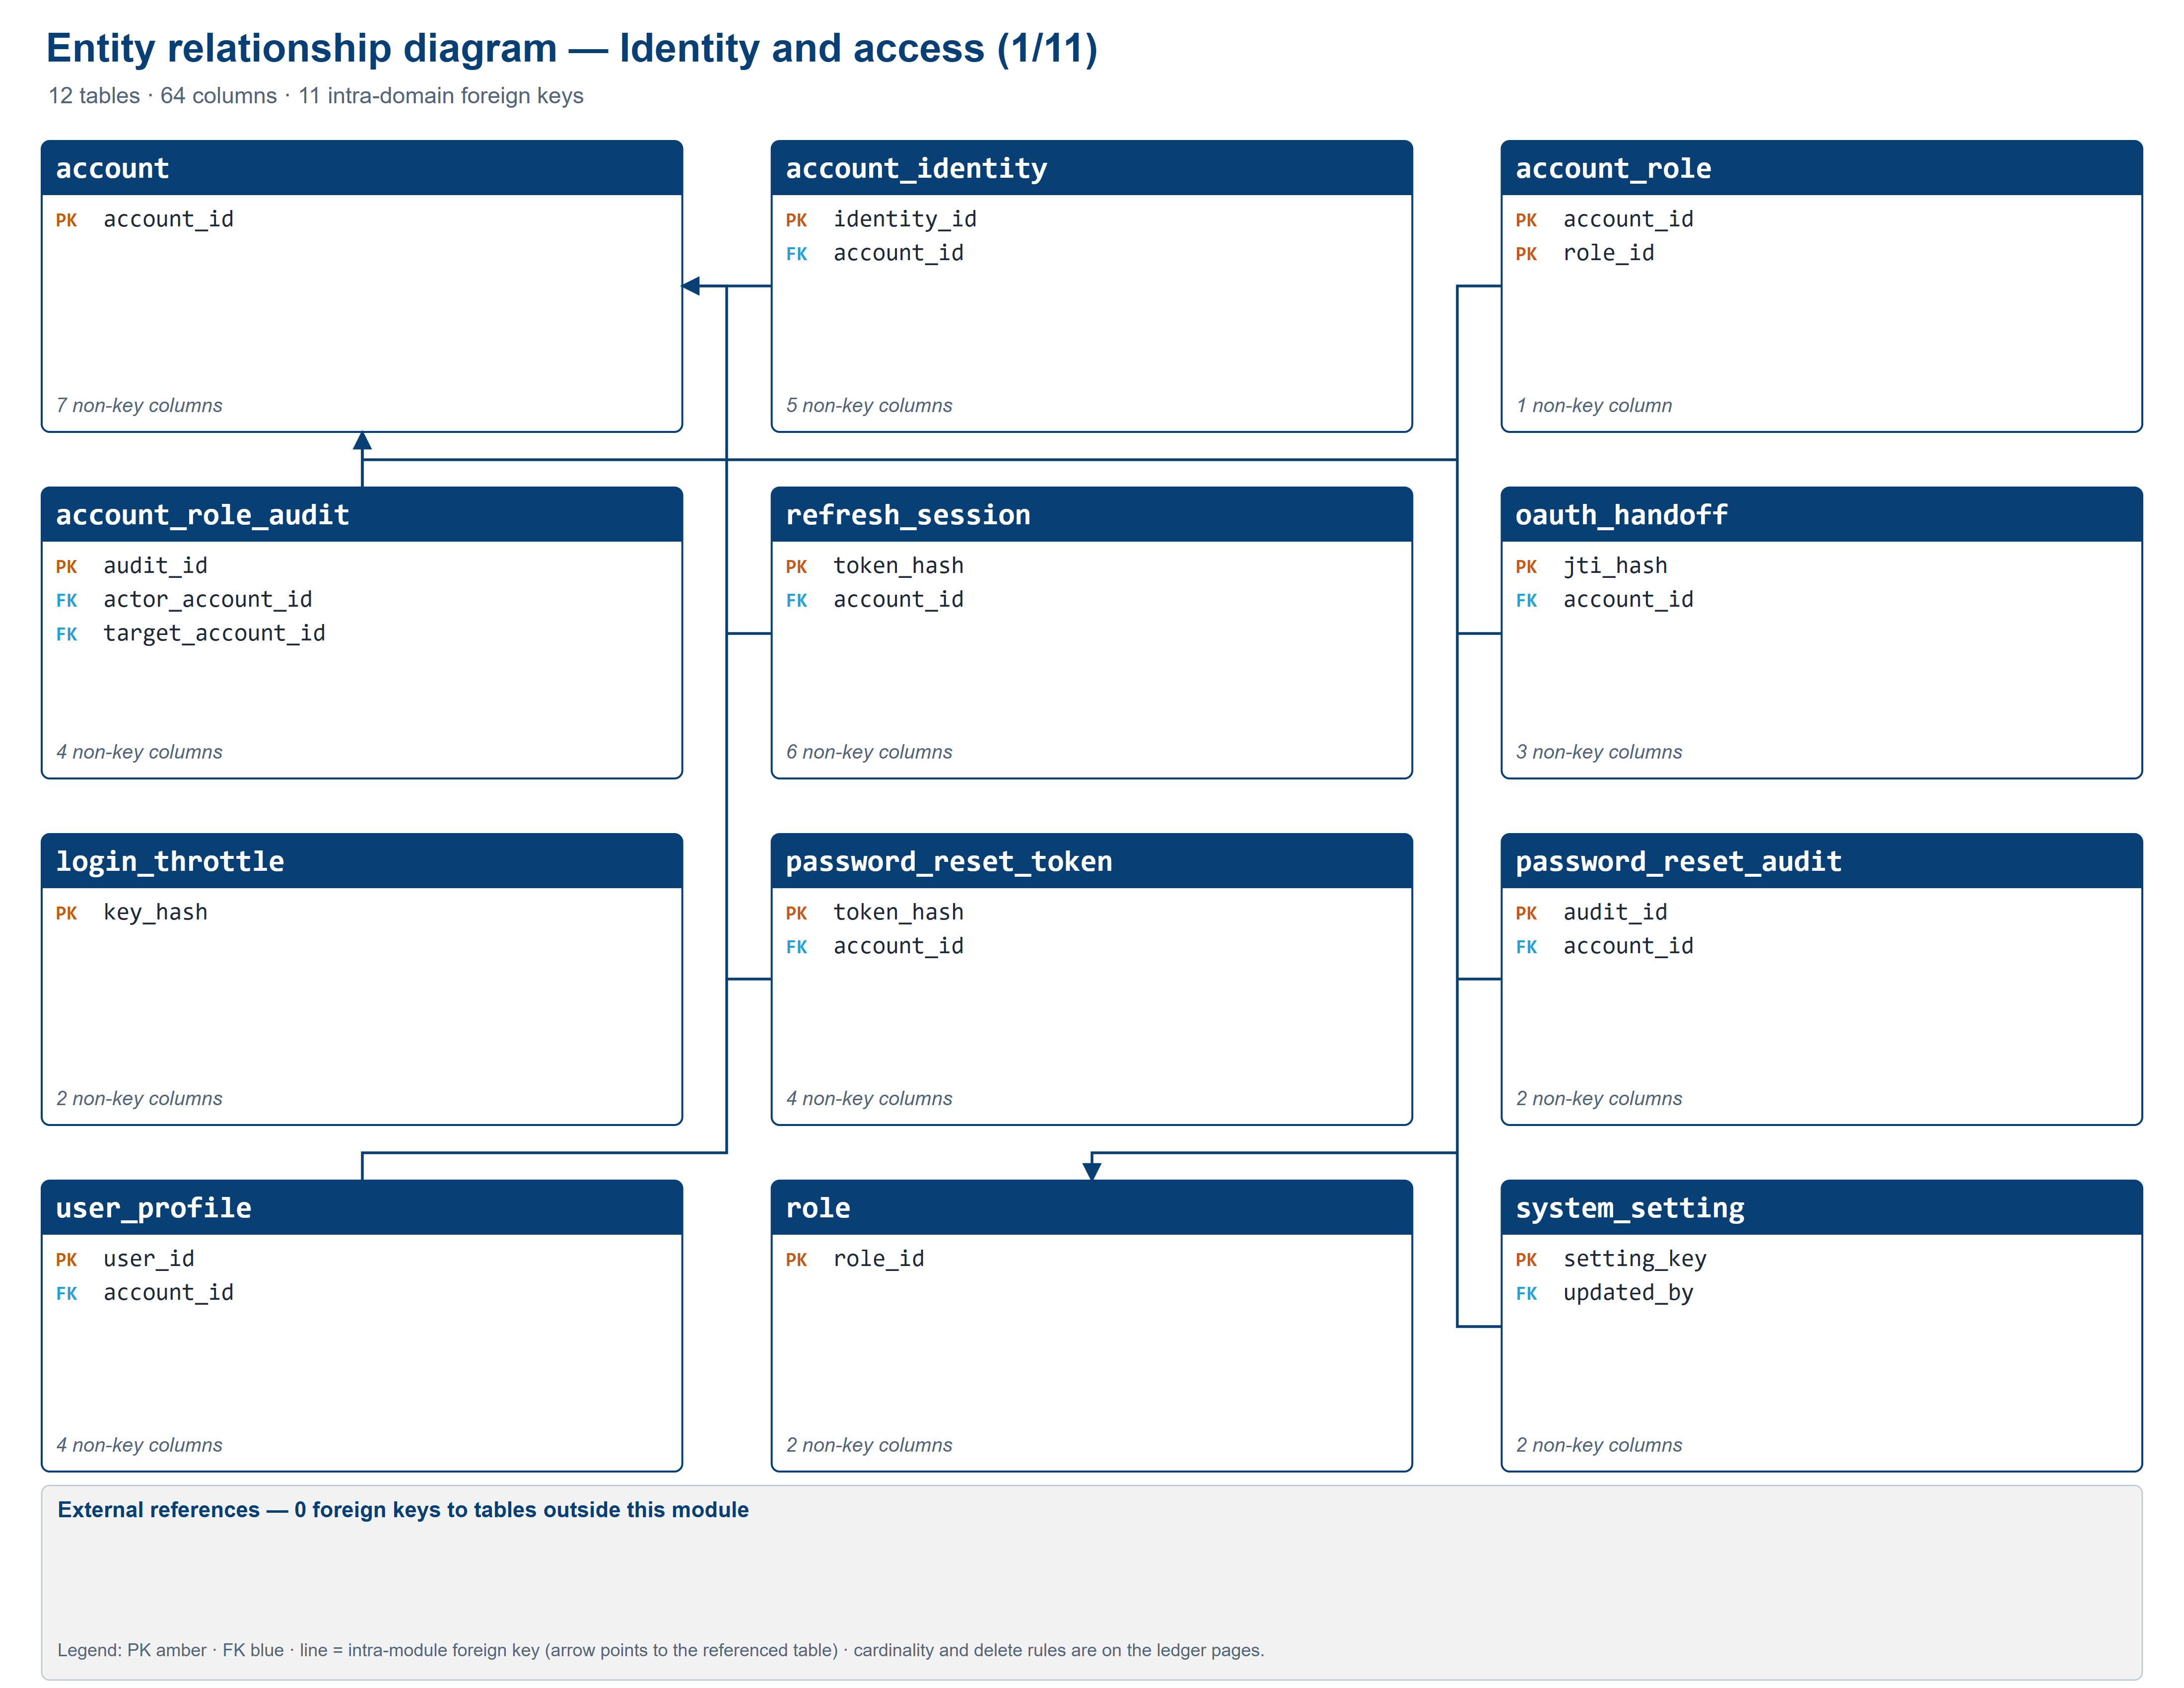 Entity relationship diagram — Identity and access (1/11)
12 tables · 64 columns · 11 intra-domain foreign keys
account
PK account_id
7 non-key columns
account_identity
PK identity_id
FK account_id
5 non-key columns
account_role
PK account_id
PK role_id
1 non-key column
account_role_audit
PK audit_id
FK actor_account_id
FK target_account_id
4 non-key columns
refresh_session
PK token_hash
FK account_id
6 non-key columns
oauth_handoff
PK jti_hash
FK account_id
3 non-key columns
login_throttle
PK key_hash
2 non-key columns
password_reset_token
PK token_hash
FK account_id
4 non-key columns
password_reset_audit
PK audit_id
FK account_id
2 non-key columns
user_profile
PK user_id
FK account_id
4 non-key columns
role
PK role_id
2 non-key columns
system_setting
PK setting_key
FK updated_by
2 non-key columns
External references — 0 foreign keys to tables outside this module
Legend: PK amber · FK blue · line = intra-module foreign key (arrow points to the referenced table) · cardinality and delete rules are on the ledger pages.